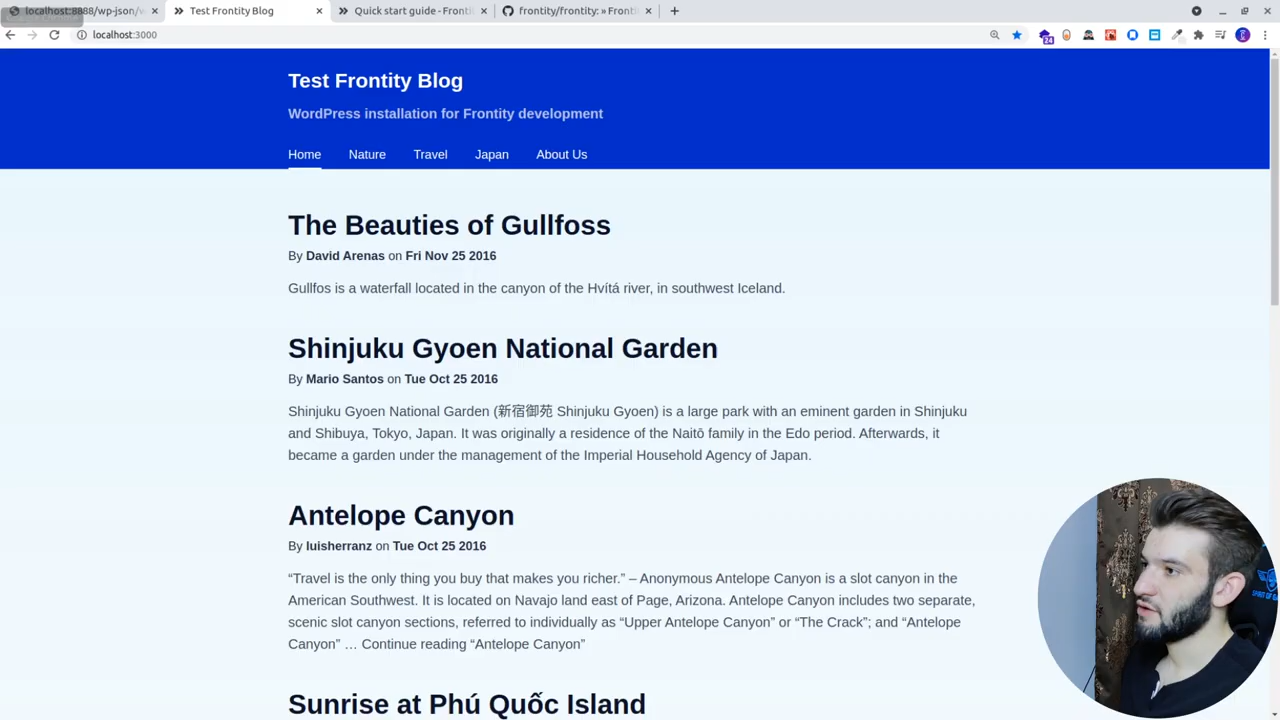 localhost:8888/wp-json/
Test Frontity Blog
Quick start guide - Fronti
frontity/frontity: » Fronti
localhost:3000
24
Test Frontity Blog
WordPress installation for Frontity development
Home Nature Travel Japan About Us
The Beauties of Gullfoss
By David Arenas on Fri Nov 25 2016
Gullfos is a waterfall located in the canyon of the Hvítá river, in southwest Iceland.
Shinjuku Gyoen National Garden
By Mario Santos on Tue Oct 25 2016
Shinjuku Gyoen National Garden (新宿御苑 Shinjuku Gyoen) is a large park with an eminent garden in Shinjuku
and Shibuya, Tokyo, Japan. It was originally a residence of the Naitō family in the Edo period. Afterwards, it
became a garden under the management of the Imperial Household Agency of Japan.
Antelope Canyon
By luisherranz on Tue Oct 25 2016
“Travel is the only thing you buy that makes you richer.” – Anonymous Antelope Canyon is a slot canyon in the
American Southwest. It is located on Navajo land east of Page, Arizona. Antelope Canyon includes two separate,
scenic slot canyon sections, referred to individually as “Upper Antelope Canyon” or “The Crack”; and “Antelope
Canyon” … Continue reading “Antelope Canyon”
Sunrise at Phú Quốc Island